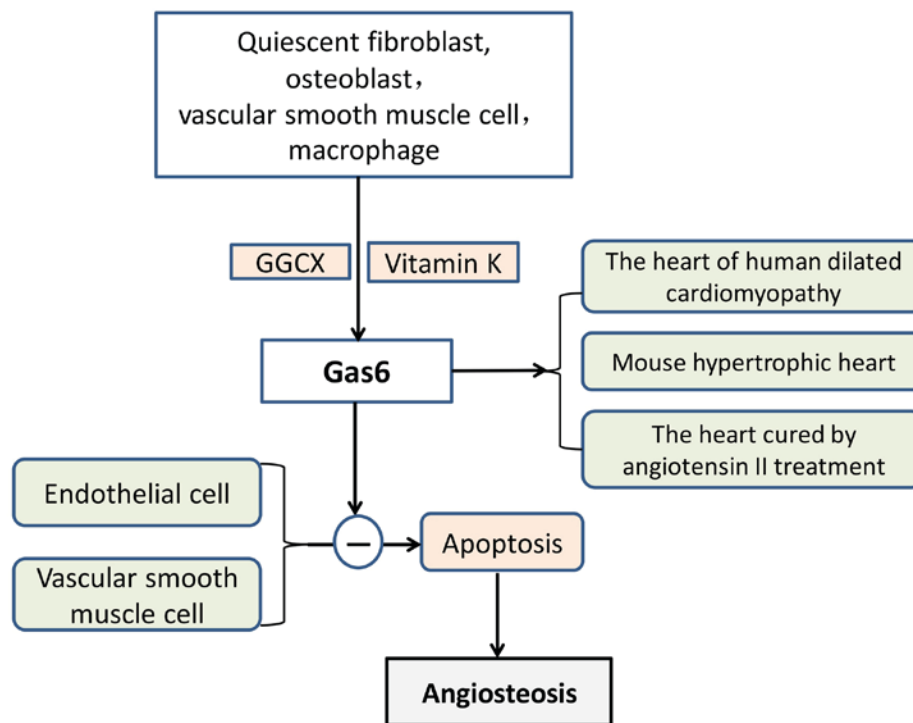 Quiescent fibroblast,
osteoblast，
vascular smooth muscle cell，
macrophage
GGCX
Vitamin K
The heart of human dilated
cardiomyopathy
Gas6
Mouse hypertrophic heart
The heart cured by
angiotensin II treatment
Endothelial cell
Vascular smooth
muscle cell
—
Apoptosis
Angiosteosis